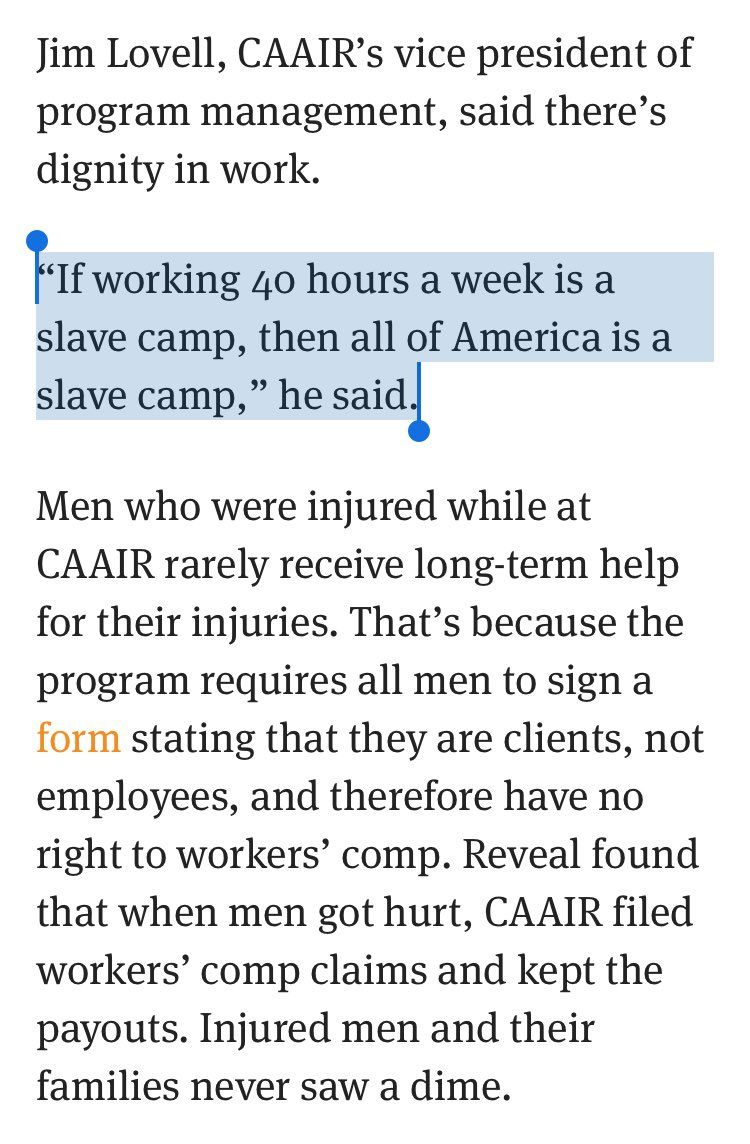 Jim Lovell, CAAIR’s vice president of
program management, said there’s
dignity in work.
“If working 40 hours a week is a
slave camp, then all of America is a
slave camp,” he said.
Men who were injured while at
CAAIR rarely receive long-term help
for their injuries. That’s because the
program requires all men to sign a
form stating that they are clients, not
employees, and therefore have no
right to workers’ comp. Reveal found
that when men got hurt, CAAIR filed
workers’ comp claims and kept the
payouts. Injured men and their
families never saw a dime.